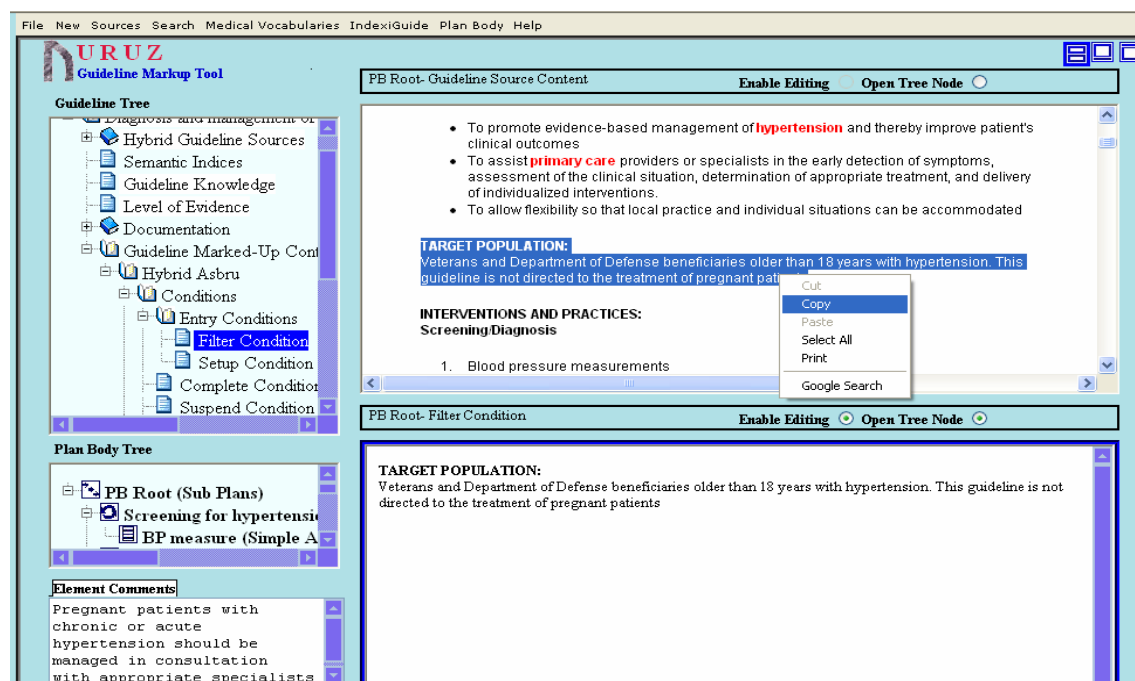 File New Sources Search Medical Vocabularies IndexiGuide Plan Body Help
URUZ
Guideline Markup Tool
Guideline Tree
Diagnosis and management of
Hybrid Guideline Sources
Semantic Indices
Guideline Knowledge
Level of Evidence
Documentation
Guideline Marked-Up Cont
Hybrid Asbru
Conditions
Entry Conditions
Filter Condition
Setup Condition
Complete Condition
Suspend Condition
Plan Body Tree
PB Root (Sub Plans)
Screening for hypertensi
BP measure (Simple A
Element Comments
Pregnant patients with
chronic or acute
hypertension should be
managed in consultation
with appropriate specialists
PB Root- Guideline Source Content Enable Editing Open Tree Node
• To promote evidence-based management of hypertension and thereby improve patient's
clinical outcomes
• To assist primary care providers or specialists in the early detection of symptoms,
assessment of the clinical situation, determination of appropriate treatment, and delivery
of individualized interventions.
• To allow flexibility so that local practice and individual situations can be accommodated
TARGET POPULATION:
Veterans and Department of Defense beneficiaries older than 18 years with hypertension. This
guideline is not directed to the treatment of pregnant pati
INTERVENTIONS AND PRACTICES:
Screening/Diagnosis
1. Blood pressure measurements
Cut
Copy
Paste
Select All
Print
Google Search
PB Root- Filter Condition Enable Editing Open Tree Node
TARGET POPULATION:
Veterans and Department of Defense beneficiaries older than 18 years with hypertension. This guideline is not
directed to the treatment of pregnant patients